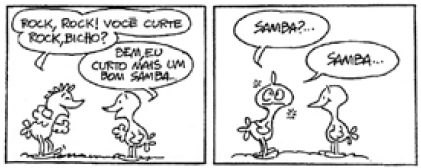 ROCK, ROCK! VOCÊ CURTE
ROCK, BICHO?
BEM, EU
CURTO MAIS UM
BOM SAMBA...
SAMBA?...
SAMBA...